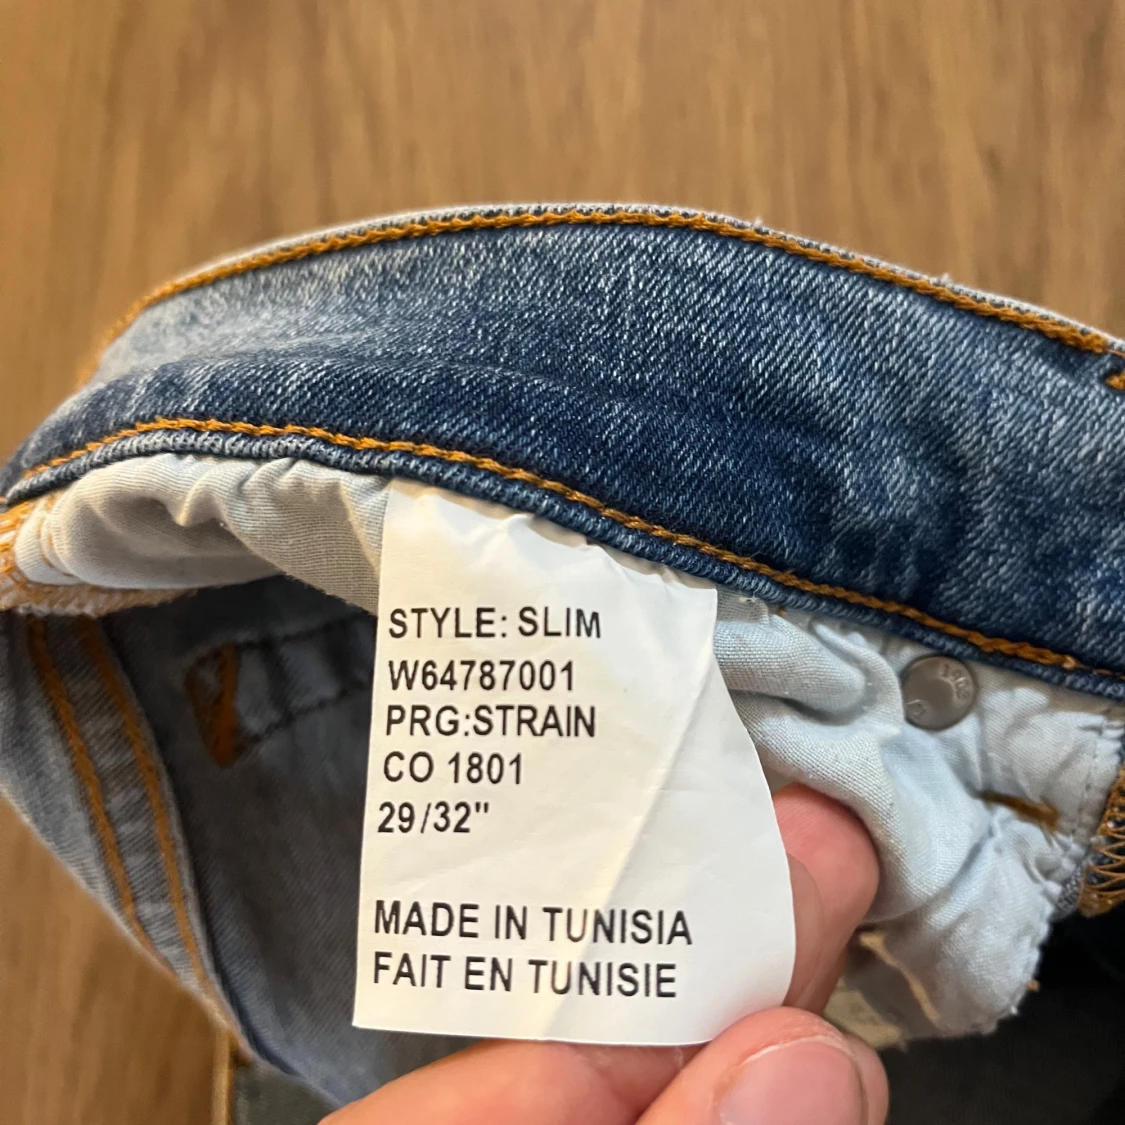 STYLE: SLIM
W64787001
PRG:STRAIN
CO 1801
29/32"
MADE IN TUNISIA
FAIT EN TUNISIE